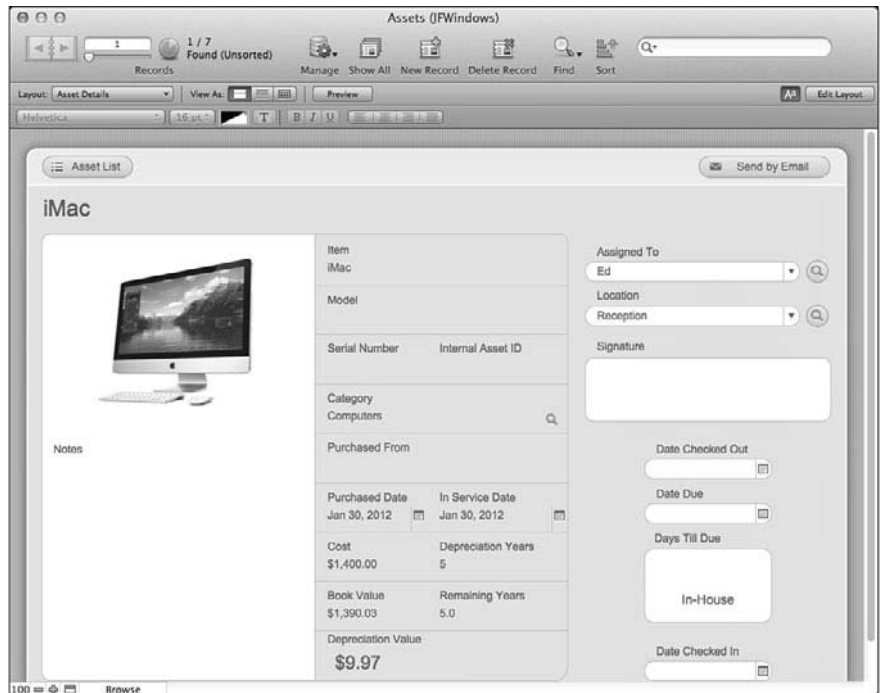 Assets (JFWindows)
1
1 / 7
Found (Unsorted)
Records
Manage Show All New Record Delete Record Find Sort
Layout: Asset Details View As: Preview Aa Edit Layout
Helvetica 16 pt T B I U
Asset List
Send by Email
iMac
Item
iMac
Model
Serial Number Internal Asset ID
Category
Computers
Purchased From
Purchased Date In Service Date
Jan 30, 2012 Jan 30, 2012
Cost Depreciation Years
$1,400.00 5
Book Value Remaining Years
$1,390.03 5.0
Depreciation Value
$9.97
Notes
Assigned To
Ed
Location
Reception
Signature
Date Checked Out
Date Due
Days Till Due
In-House
Date Checked In
100 Browse